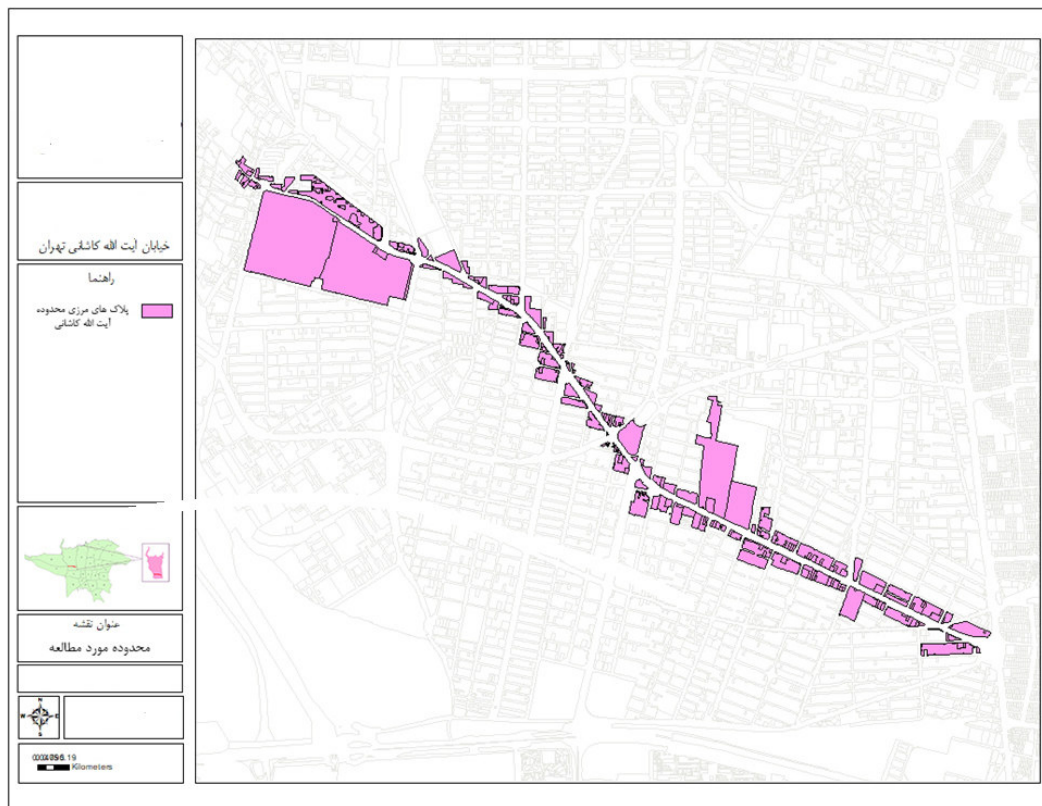 خیابان آیت الله کاشانی تهران
راهنما
پلاک های مرزی محدوده
آیت الله کاشانی
عنوان نقشه
محدوده مورد مطالعه
N
W E
S
Kilometers